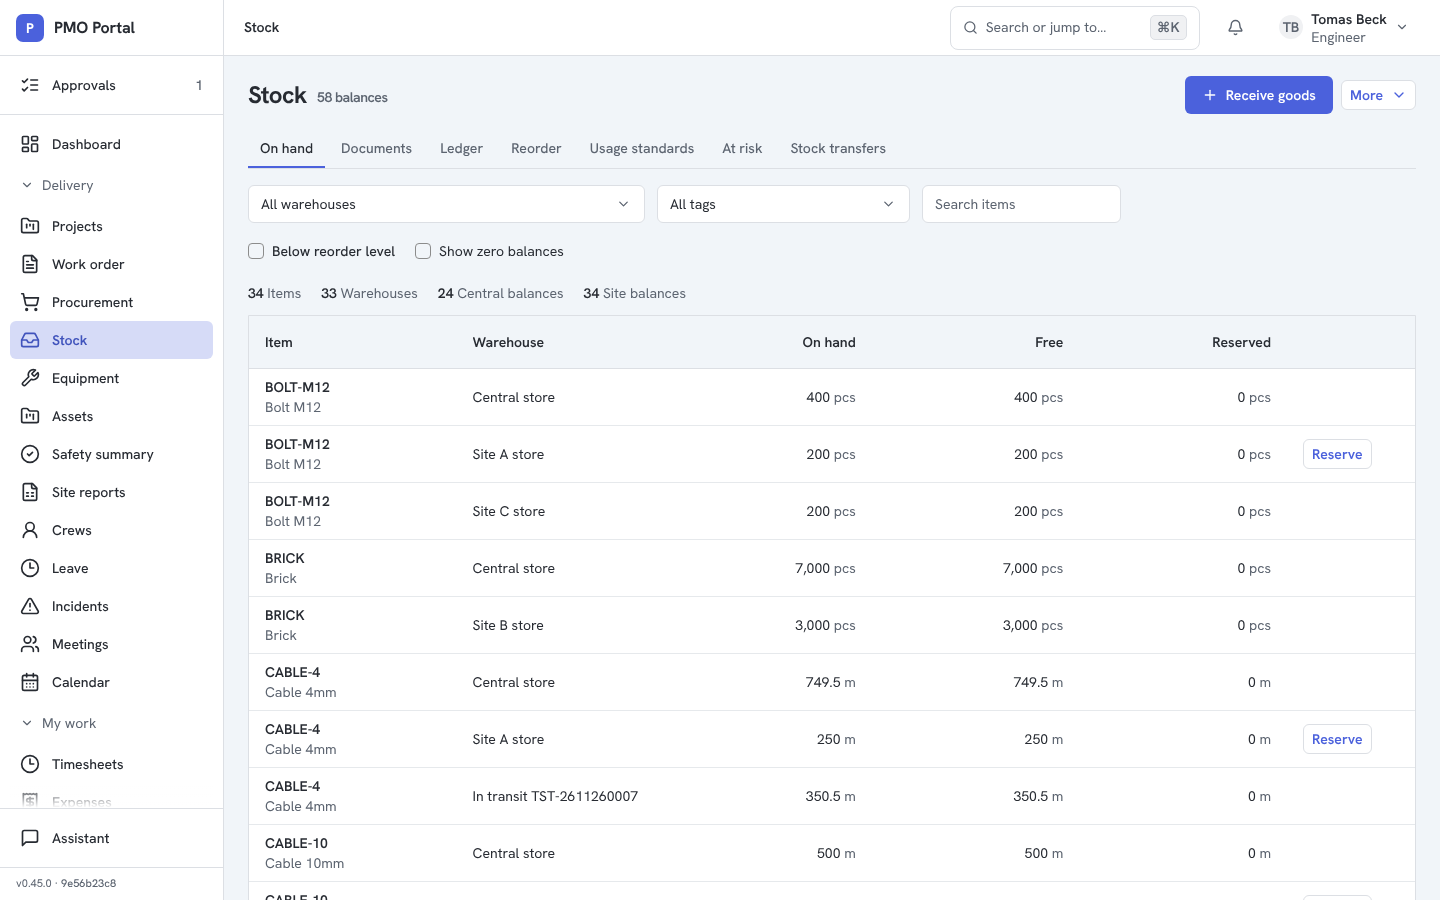 P PMO Portal
Stock
Search or jump to... ⌘K
TB
Tomas Beck
Engineer
Approvals 1
Dashboard
Delivery
Projects
Work order
Procurement
Stock
Equipment
Assets
Safety summary
Site reports
Crews
Leave
Incidents
Meetings
Calendar
My work
Timesheets
Expenses
Assistant
v0.45.0 · 9e56b23c8
Stock 58 balances
Receive goods
More
On hand Documents Ledger Reorder Usage standards At risk Stock transfers
All warehouses
All tags
Search items
Below reorder level Show zero balances
34 Items 33 Warehouses 24 Central balances 34 Site balances
Item Warehouse On hand Free Reserved
BOLT-M12
Bolt M12
Central store 400 pcs 400 pcs 0 pcs
BOLT-M12
Bolt M12
Site A store 200 pcs 200 pcs 0 pcs Reserve
BOLT-M12
Bolt M12
Site C store 200 pcs 200 pcs 0 pcs
BRICK
Brick
Central store 7,000 pcs 7,000 pcs 0 pcs
BRICK
Brick
Site B store 3,000 pcs 3,000 pcs 0 pcs
CABLE-4
Cable 4mm
Central store 749.5 m 749.5 m 0 m
CABLE-4
Cable 4mm
Site A store 250 m 250 m 0 m Reserve
CABLE-4
Cable 4mm
In transit TST-2611260007 350.5 m 350.5 m 0 m
CABLE-10
Cable 10mm
Central store 500 m 500 m 0 m
CABLE-10